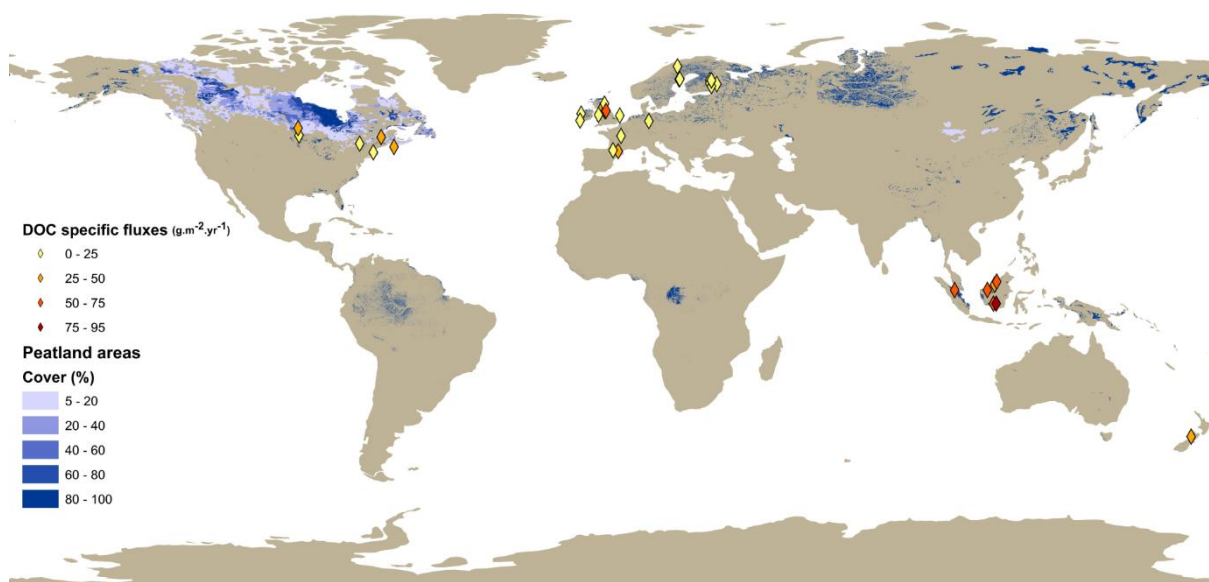 DOC specific fluxes (g.m⁻².yr⁻¹)
0 - 25
25 - 50
50 - 75
75 - 95
Peatland areas
Cover (%)
5 - 20
20 - 40
40 - 60
60 - 80
80 - 100